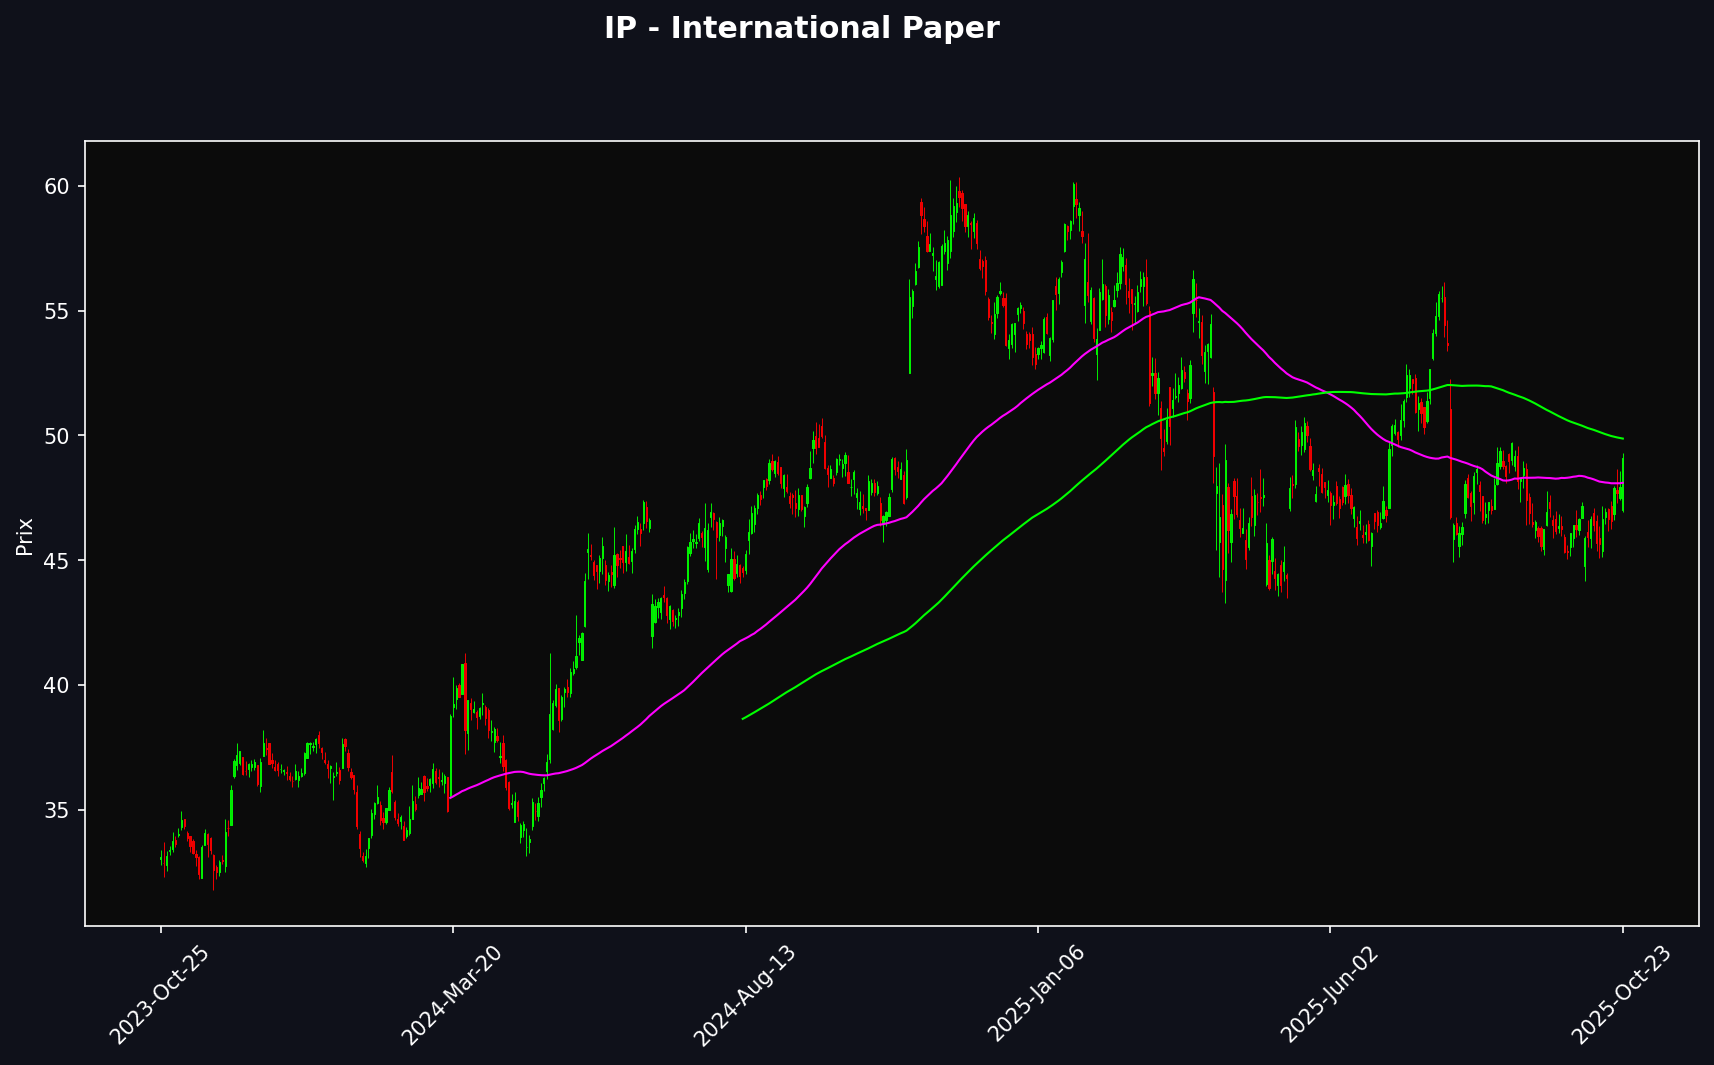 IP - International Paper
Prix
60
55
50
45
40
35
2023-Oct-25
2024-Mar-20
2024-Aug-13
2025-Jan-06
2025-Jun-02
2025-Oct-23